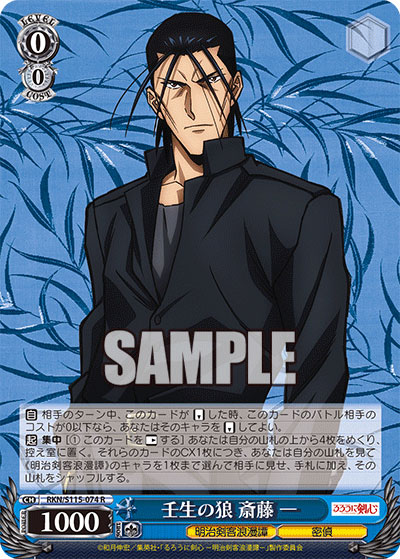 LEVEL
0
0
COST
SAMPLE
自 相手のターン中、このカードが した時、このカードのバトル相手の
コストが0以下なら、あなたはそのキャラを してよい。
起 集中 [① このカードを する] あなたは自分の山札の上から4枚をめくり、
控え室に置く。それらのカードのCX1枚につき、あなたは自分の山札を見て
《明治剣客浪漫譚》のキャラを1枚まで選んで相手に見せ、手札に加え、その
山札をシャッフルする。
CH RKN/S115-074 R
1000
壬生の狼 斎藤 一
るろうに剣心
明治剣客浪漫譚
密偵
©和月伸宏/集英社・「るろうに剣心 -明治剣客浪漫譚-」製作委員会